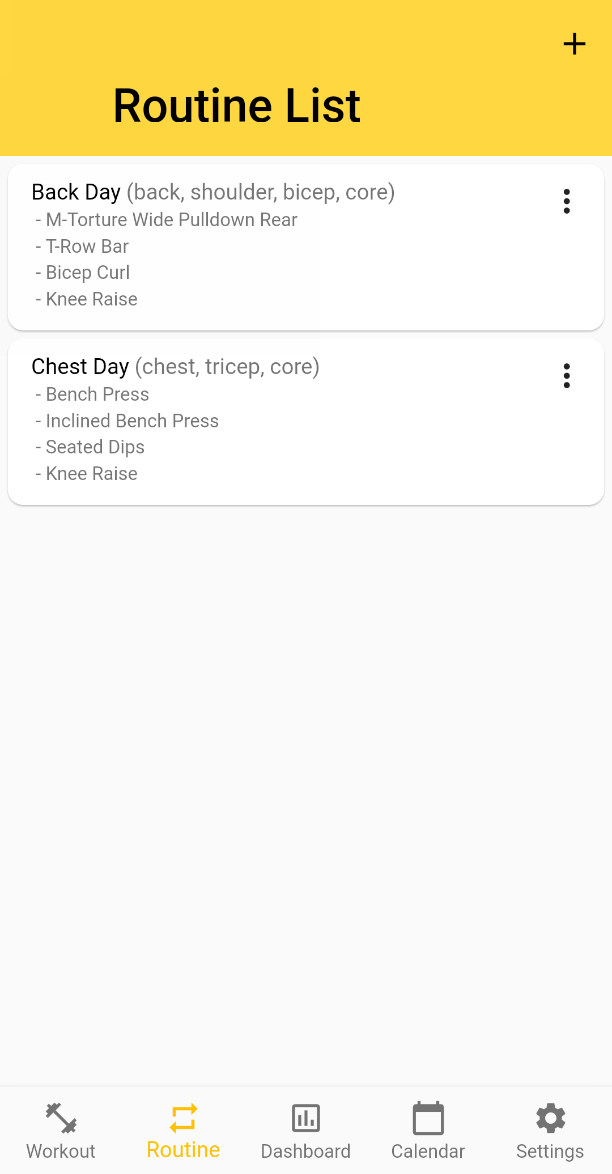 Routine List
Back Day (back, shoulder, bicep, core)
- M-Torture Wide Pulldown Rear
- T-Row Bar
- Bicep Curl
- Knee Raise
Chest Day (chest, tricep, core)
- Bench Press
- Inclined Bench Press
- Seated Dips
- Knee Raise
Workout Routine Dashboard Calendar Settings